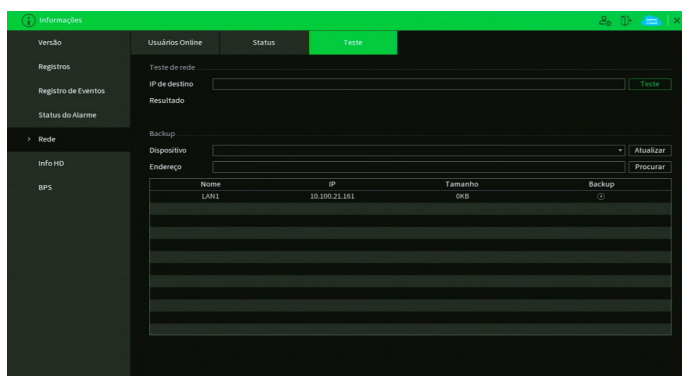 Informações
Versão
Registros
Registro de Eventos
Status do Alarme
Rede
Info HD
BPS
Usuários Online Status Teste
Teste de rede
IP de destino Teste
Resultado
Backup
Dispositivo Atualizar
Endereço Procurar
Nome IP Tamanho Backup
LAN1 10.100.21.161 0KB